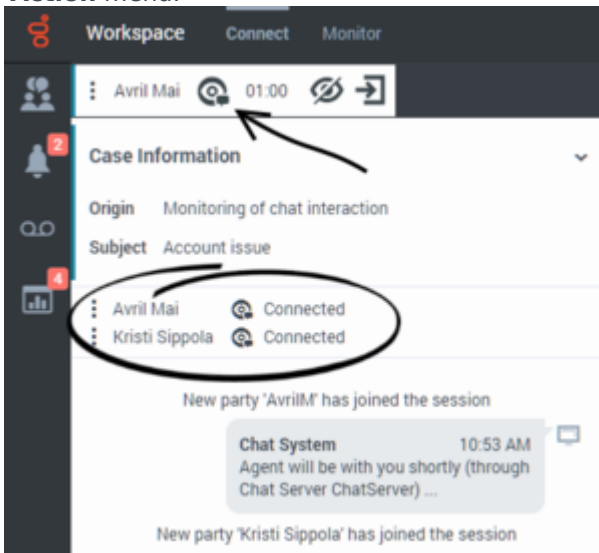 Action menu.
Workspace Connect Monitor
Avril Mai 01:00
2
Case Information
Origin Monitoring of chat interaction
Subject Account issue
4
Avril Mai Connected
Kristi Sippola Connected
New party 'AvrilM' has joined the session
Chat System 10:53 AM
Agent will be with you shortly (through
Chat Server ChatServer) ...
New party 'Kristi Sippola' has joined the session